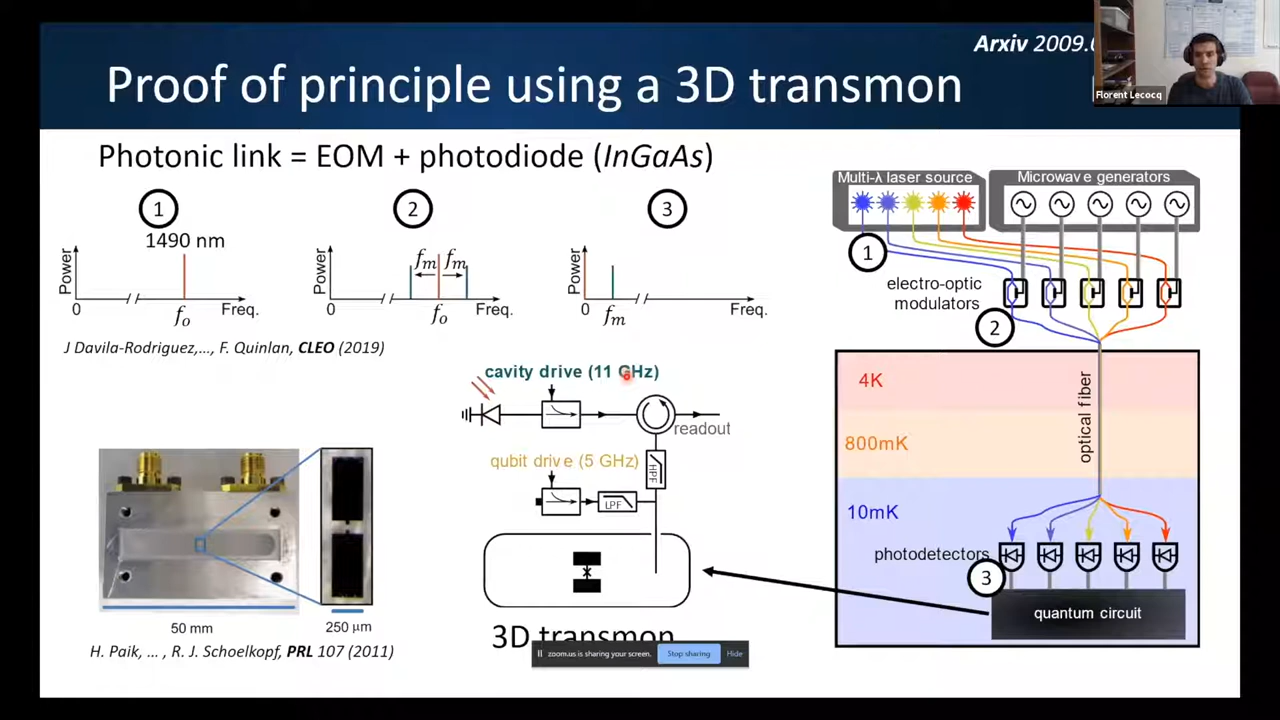 Arxiv 2009.
Florent Lecocq
Proof of principle using a 3D transmon
Photonic link = EOM + photodiode (InGaAs)
1
2
3
1490 nm
Power
0
fo
Freq.
Power
0
fm
fm
fo
Freq.
Power
0
fm
Freq.
J Davila-Rodriguez,..., F. Quinlan, CLEO (2019)
cavity drive (11 GHz)
readout
HPF
qubit drive (5 GHz)
LPF
3D transmon
50 mm
250 µm
H. Paik, ... , R. J. Schoelkopf, PRL 107 (2011)
Multi-λ laser source
Microwave generators
1
electro-optic
modulators
2
4K
800mK
10mK
optical fiber
photodetectors
3
quantum circuit
zoom.us is sharing your screen.
Stop sharing
Hide